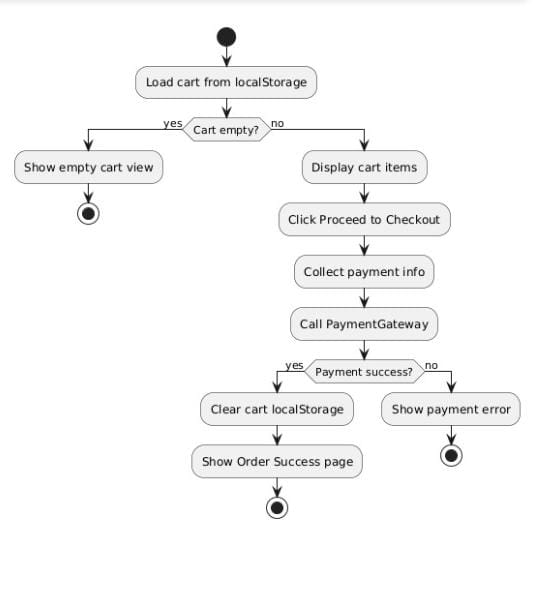 Load cart from localStorage
yes
Cart empty?
no
Show empty cart view
Display cart items
Click Proceed to Checkout
Collect payment info
Call PaymentGateway
yes
Payment success?
no
Clear cart localStorage
Show payment error
Show Order Success page